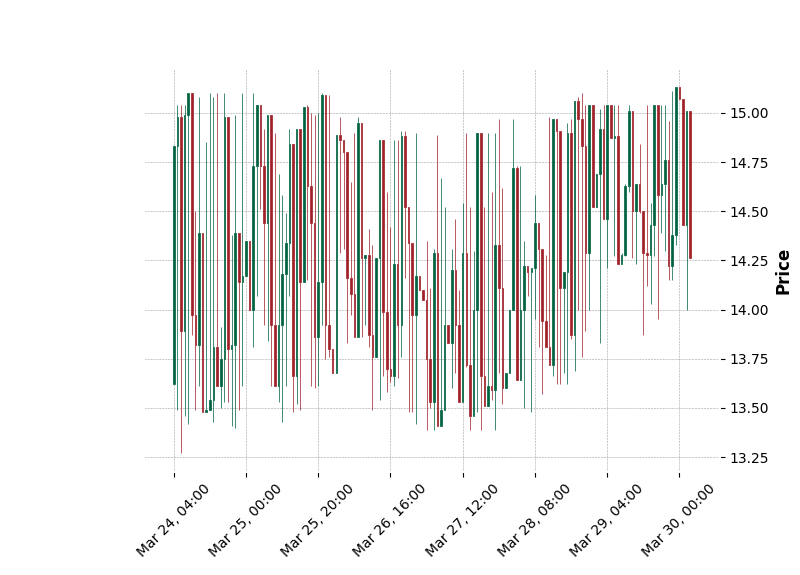 15.00
14.75
14.50
14.25
14.00
13.75
13.50
13.25
Price
Mar 24, 04:00
Mar 25, 00:00
Mar 25, 20:00
Mar 26, 16:00
Mar 27, 12:00
Mar 28, 08:00
Mar 29, 04:00
Mar 30, 00:00